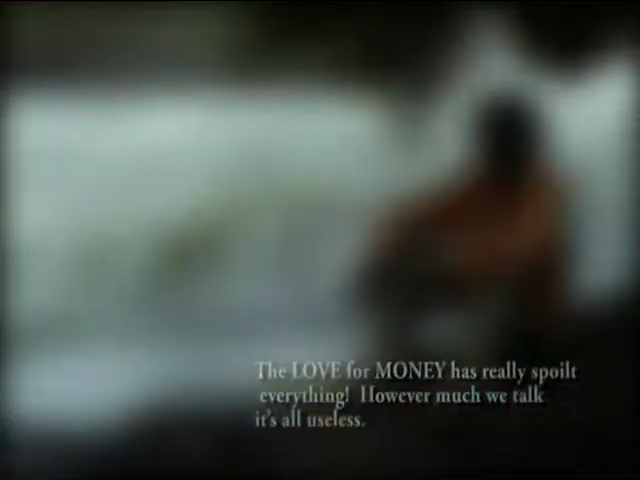 The LOVE for MONEY has really spoilt
everything! However much we talk
it's all useless.